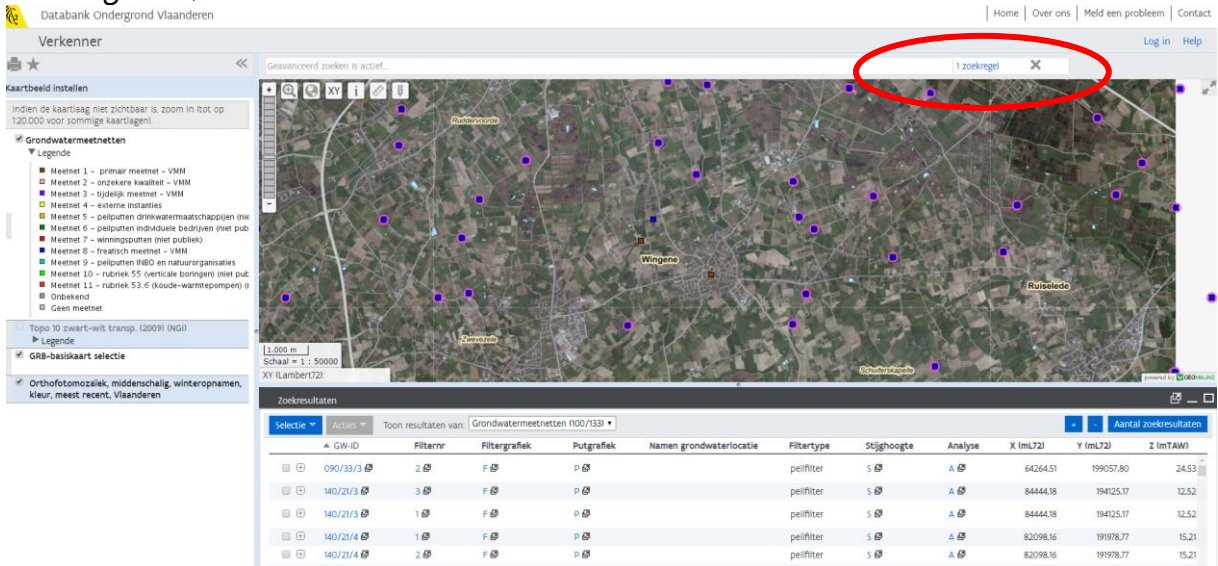 Databank Ondergrond Vlaanderen
Home | Over ons | Meld een probleem | Contact
Verkenner
Log in Help
Geavanceerd zoeken is actief...
1 zoekregel
Kaartbeeld instellen
Indien de kaartlaag niet zichtbaar is, zoom in (tot op
1:20.000 voor sommige kaartlagen).
Grondwatermeetnetten
Legende
Meetnet 1 - primair meetnet - VMM
Meetnet 2 - onzekere kwaliteit - VMM
Meetnet 3 - tijdelijk meetnet - VMM
Meetnet 4 - externe instanties
Meetnet 5 - peilputten drinkwatermaatschappijen (nie
Meetnet 6 - peilputten individuele bedrijven (niet pub
Meetnet 7 - winningsputten (niet publiek)
Meetnet 8 - freatisch meetnet - VMM
Meetnet 9 - peilputten INBO en natuurorganisaties
Meetnet 10 - rubriek 55 (verticale boringen) (niet pub
Meetnet 11 - rubriek 53.6 (koude-warmtepompen) (r
Onbekend
Geen meetnet
Topo 10 zwart-wit transp. (2009) (NGI)
Legende
GRB-basiskaart selectie
Orthofotomozaïek, middenschalig, winteropnamen,
kleur, meest recent, Vlaanderen
XY
i
Ruddervoorde
Wingene
Ruiselede
Zwevezele
Schuiferskapelle
1.000 m
Schaal = 1 : 50000
XY (Lambert72):
powered by GEOMAJAS
Zoekresultaten
Selectie Acties Toon resultaten van: Grondwatermeetnetten (100/133) + - Aantal zoekresultaten
GW-ID Filternr Filtergrafiek Putgrafiek Namen grondwaterlocatie Filtertype Stijghoogte Analyse X (mL72) Y (mL72) Z (mTAW)
090/33/3 2 F P peilfilter S A 64264,51 199057,80 24,53
140/21/3 3 F P peilfilter S A 84444,18 194125,17 12,52
140/21/3 1 F P peilfilter S A 84444,18 194125,17 12,52
140/21/4 1 F P peilfilter S A 82098,16 191978,77 15,21
140/21/4 2 F P peilfilter S A 82098,16 191978,77 15,21